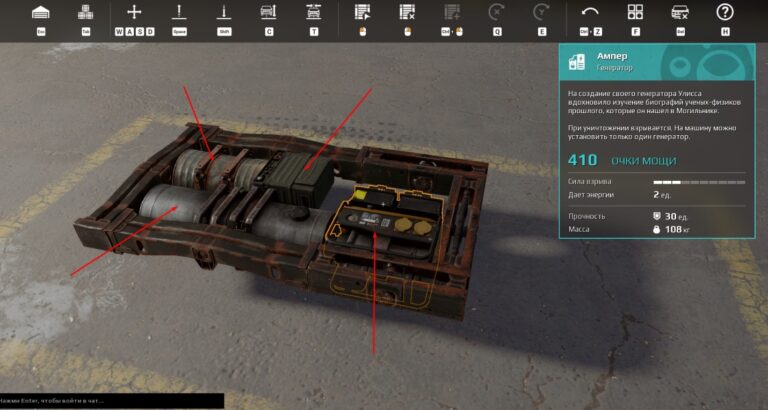 Esc
Tab
W A S D
Space
Shift
C
T
Ctrl +
Q
E
Ctrl + Z
F
Del
H
Ампер
Генератор
На создание своего генератора Улисса
вдохновило изучение биографий ученых-физиков
прошлого, которые он нашел в Могильнике.
При уничтожении взрывается. На машину можно
установить только один генератор.
410 ОЧКИ МОЩИ
Сила взрыва
Дает энергии 2 ед.
Прочность 30 ед.
Масса 108 кг
Нажми Enter, чтобы войти в чат...